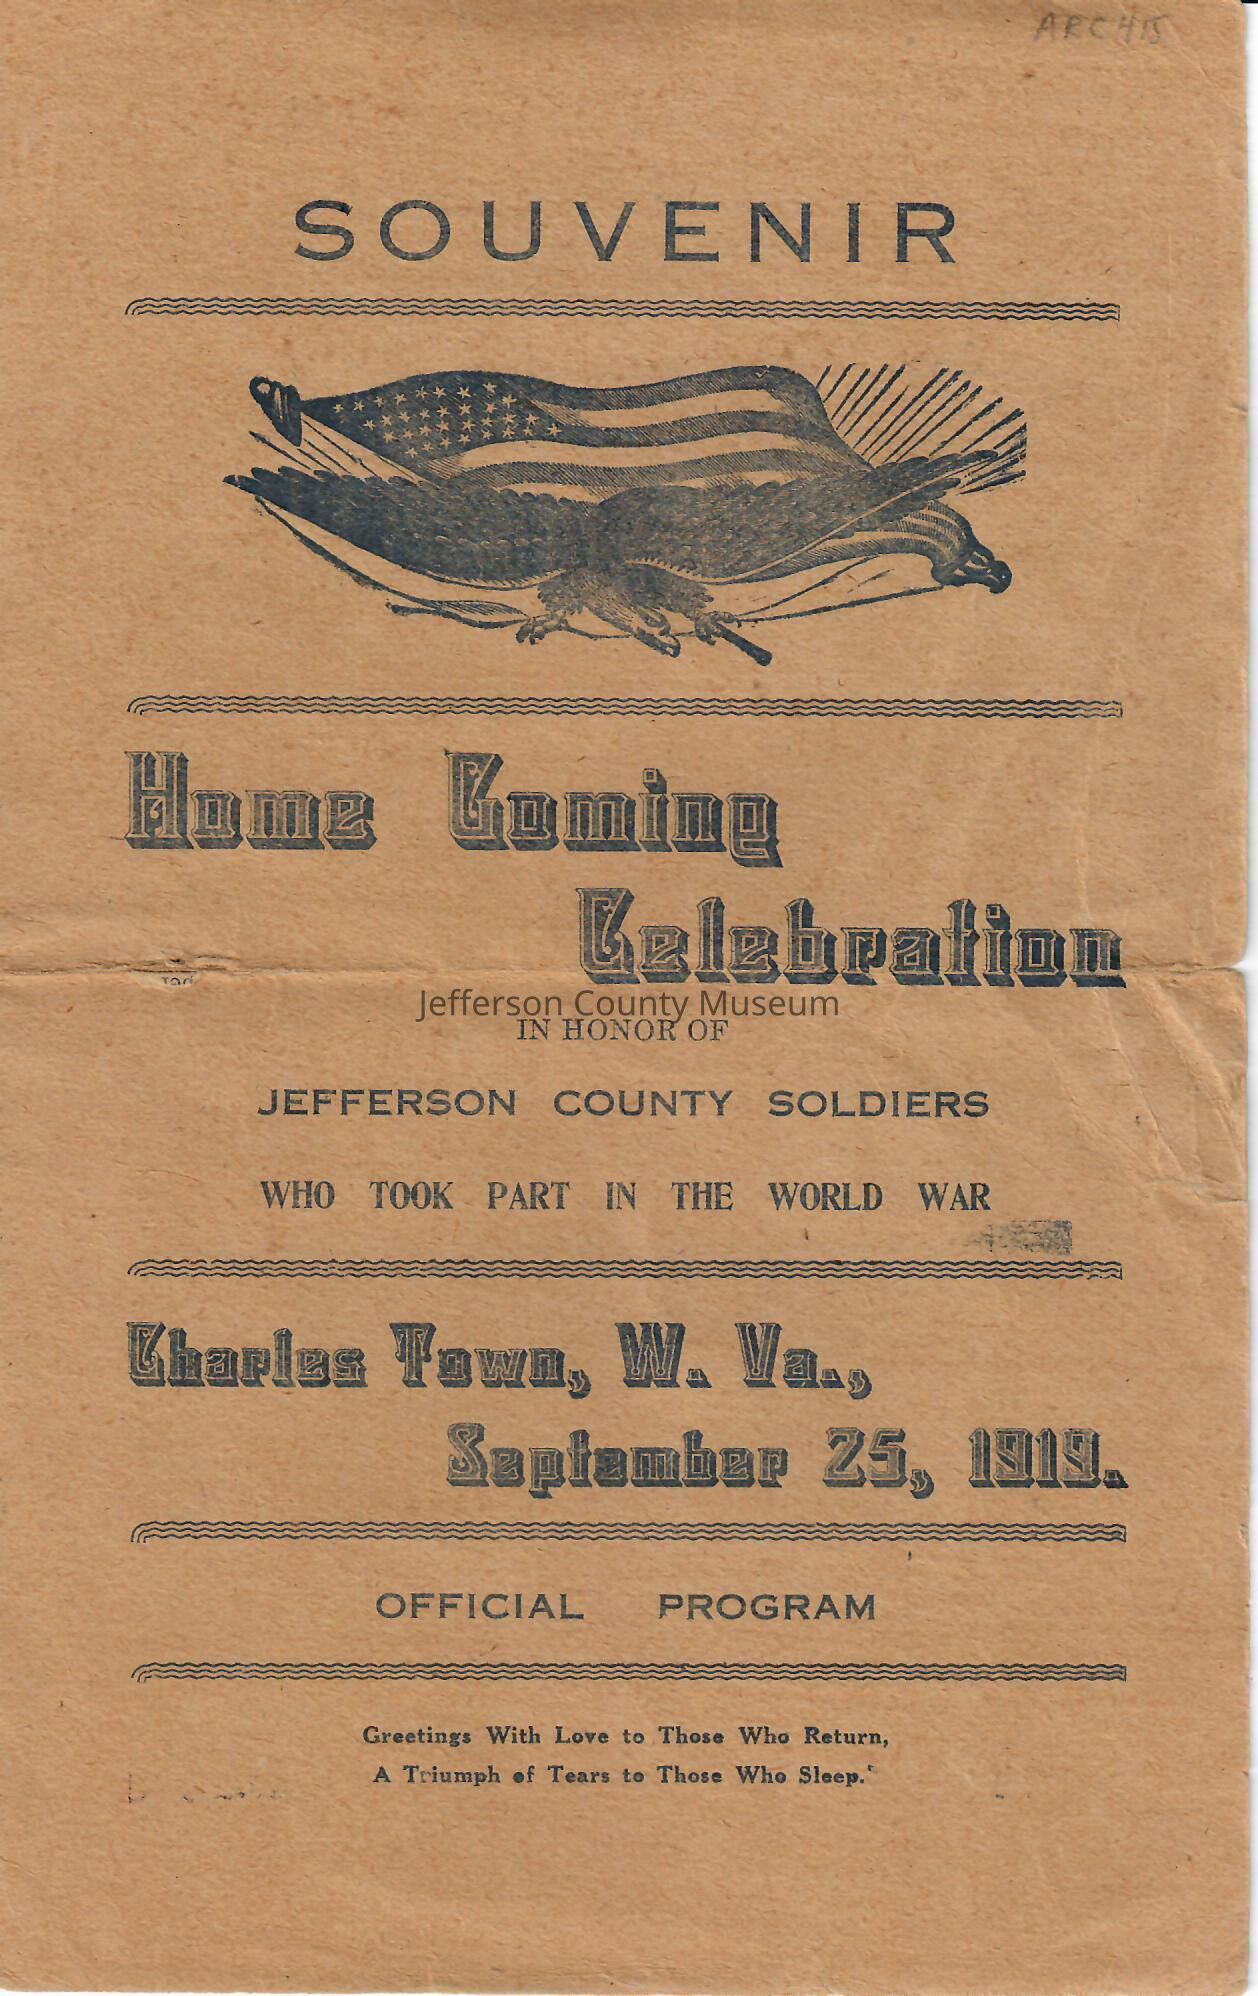 ARC 415
SOUVENIR
Home Coming
Celebration
Jefferson County Museum
IN HONOR OF
JEFFERSON COUNTY SOLDIERS
WHO TOOK PART IN THE WORLD WAR
Charles Town, W. Va.,
September 25, 1919.
OFFICIAL PROGRAM
Greetings With Love to Those Who Return,
A Triumph of Tears to Those Who Sleep."